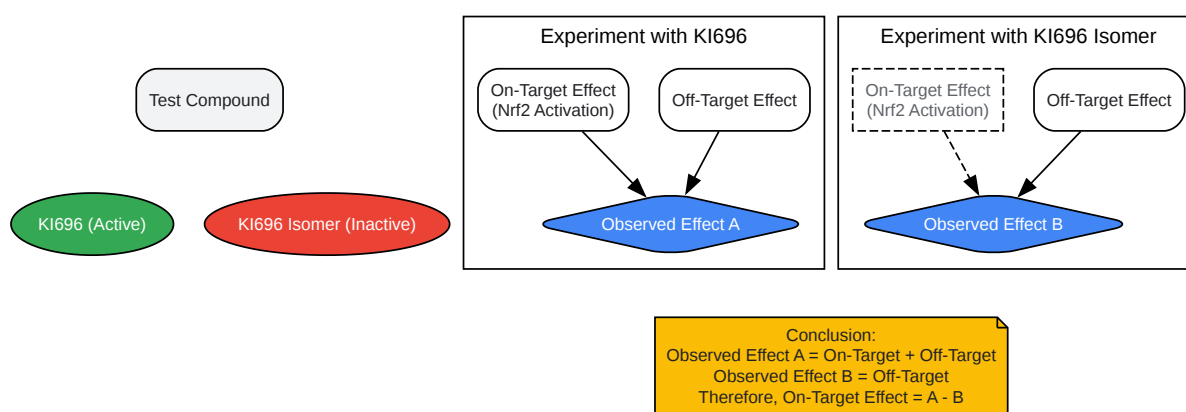 Test Compound
KI696 (Active)
KI696 Isomer (Inactive)
Experiment with KI696
On-Target Effect
(Nrf2 Activation)
Off-Target Effect
Observed Effect A
Experiment with KI696 Isomer
On-Target Effect
(Nrf2 Activation)
Off-Target Effect
Observed Effect B
Conclusion:
Observed Effect A = On-Target + Off-Target
Observed Effect B = Off-Target
Therefore, On-Target Effect = A - B